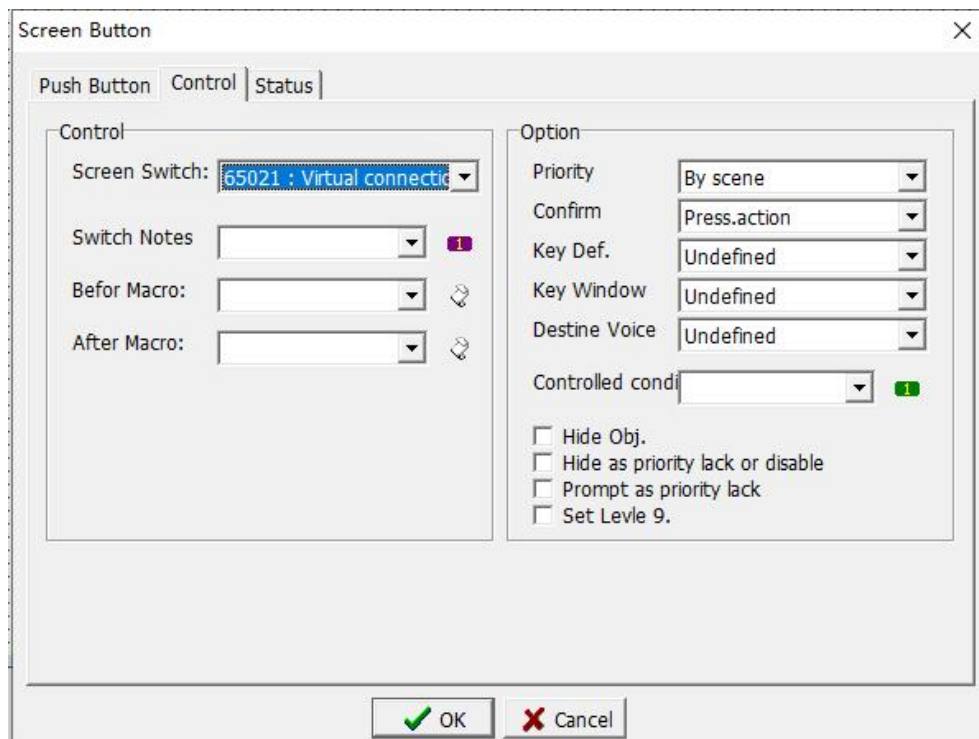 Screen Button
Push Button Control Status
Control
Screen Switch: 65021 : Virtual connectic
Switch Notes 1
Befor Macro:
After Macro:
Option
Priority By scene
Confirm Press.action
Key Def. Undefined
Key Window Undefined
Destine Voice Undefined
Controlled condi 1
Hide Obj.
Hide as priority lack or disable
Prompt as priority lack
Set Levle 9.
OK Cancel